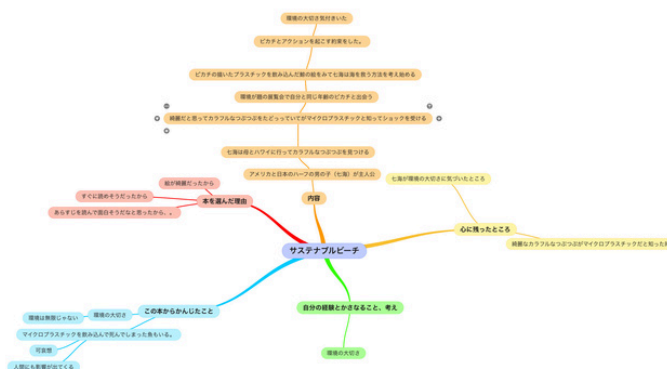 環境の大切さ気付きいた
ピカチとアクションを起こす約束をした。
ピカチの描いたプラスチックを飲み込んだ鯨の絵をみて七海は海を救う方法を考え始める
環境が題の展覧会で自分と同じ年齢のピカチと出会う
綺麗だと思ってカラフルなつぶつぶをたどっっていてがマイクロプラスチックと知ってショックを受ける
七海は母とハワイに行ってカラフルなつぶつぶを見つける
アメリカと日本のハーフの男の子（七海）が主人公
内容
絵が綺麗だったから
すぐに読めそうだったから
あらすじを読んで面白そうだなと思ったから、。
本を選んだ理由
七海が環境の大切さに気づいたところ
心に残ったところ
綺麗なカラフルなつぶつぶがマイクロプラスチックだと知った
サステナブルビーチ
この本からかんじたこと
環境の大切さ
環境は無限じゃない
マイクロプラスチックを飲み込んで死んでしまった魚もいる。
可哀想
人間にも影響が出てくる
自分の経験とかさなること、考え
環境の大切さ